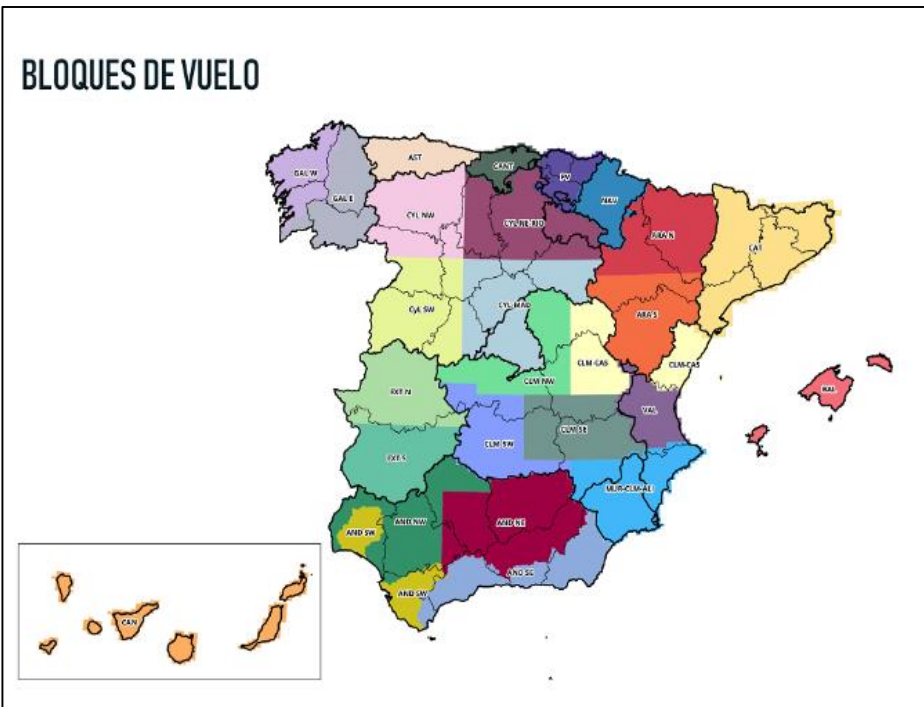 BLOQUES DE VUELO
GAL W
GAL E
AST
CANT
PV
NAV
CYL NW
CYL-NE-RIO
ARA N
CAT
CyL SW
CYL-MAD
ARA S
CLM-CAS
CLM-CAS
CLM-NW
EXT-N
VAL
BAL
CLM-SE
CLM-SW
EXT-S
MUR-CLM-ALI
AND-SW
AND-NW
AND-NE
AND-SE
AND-SW
CAN